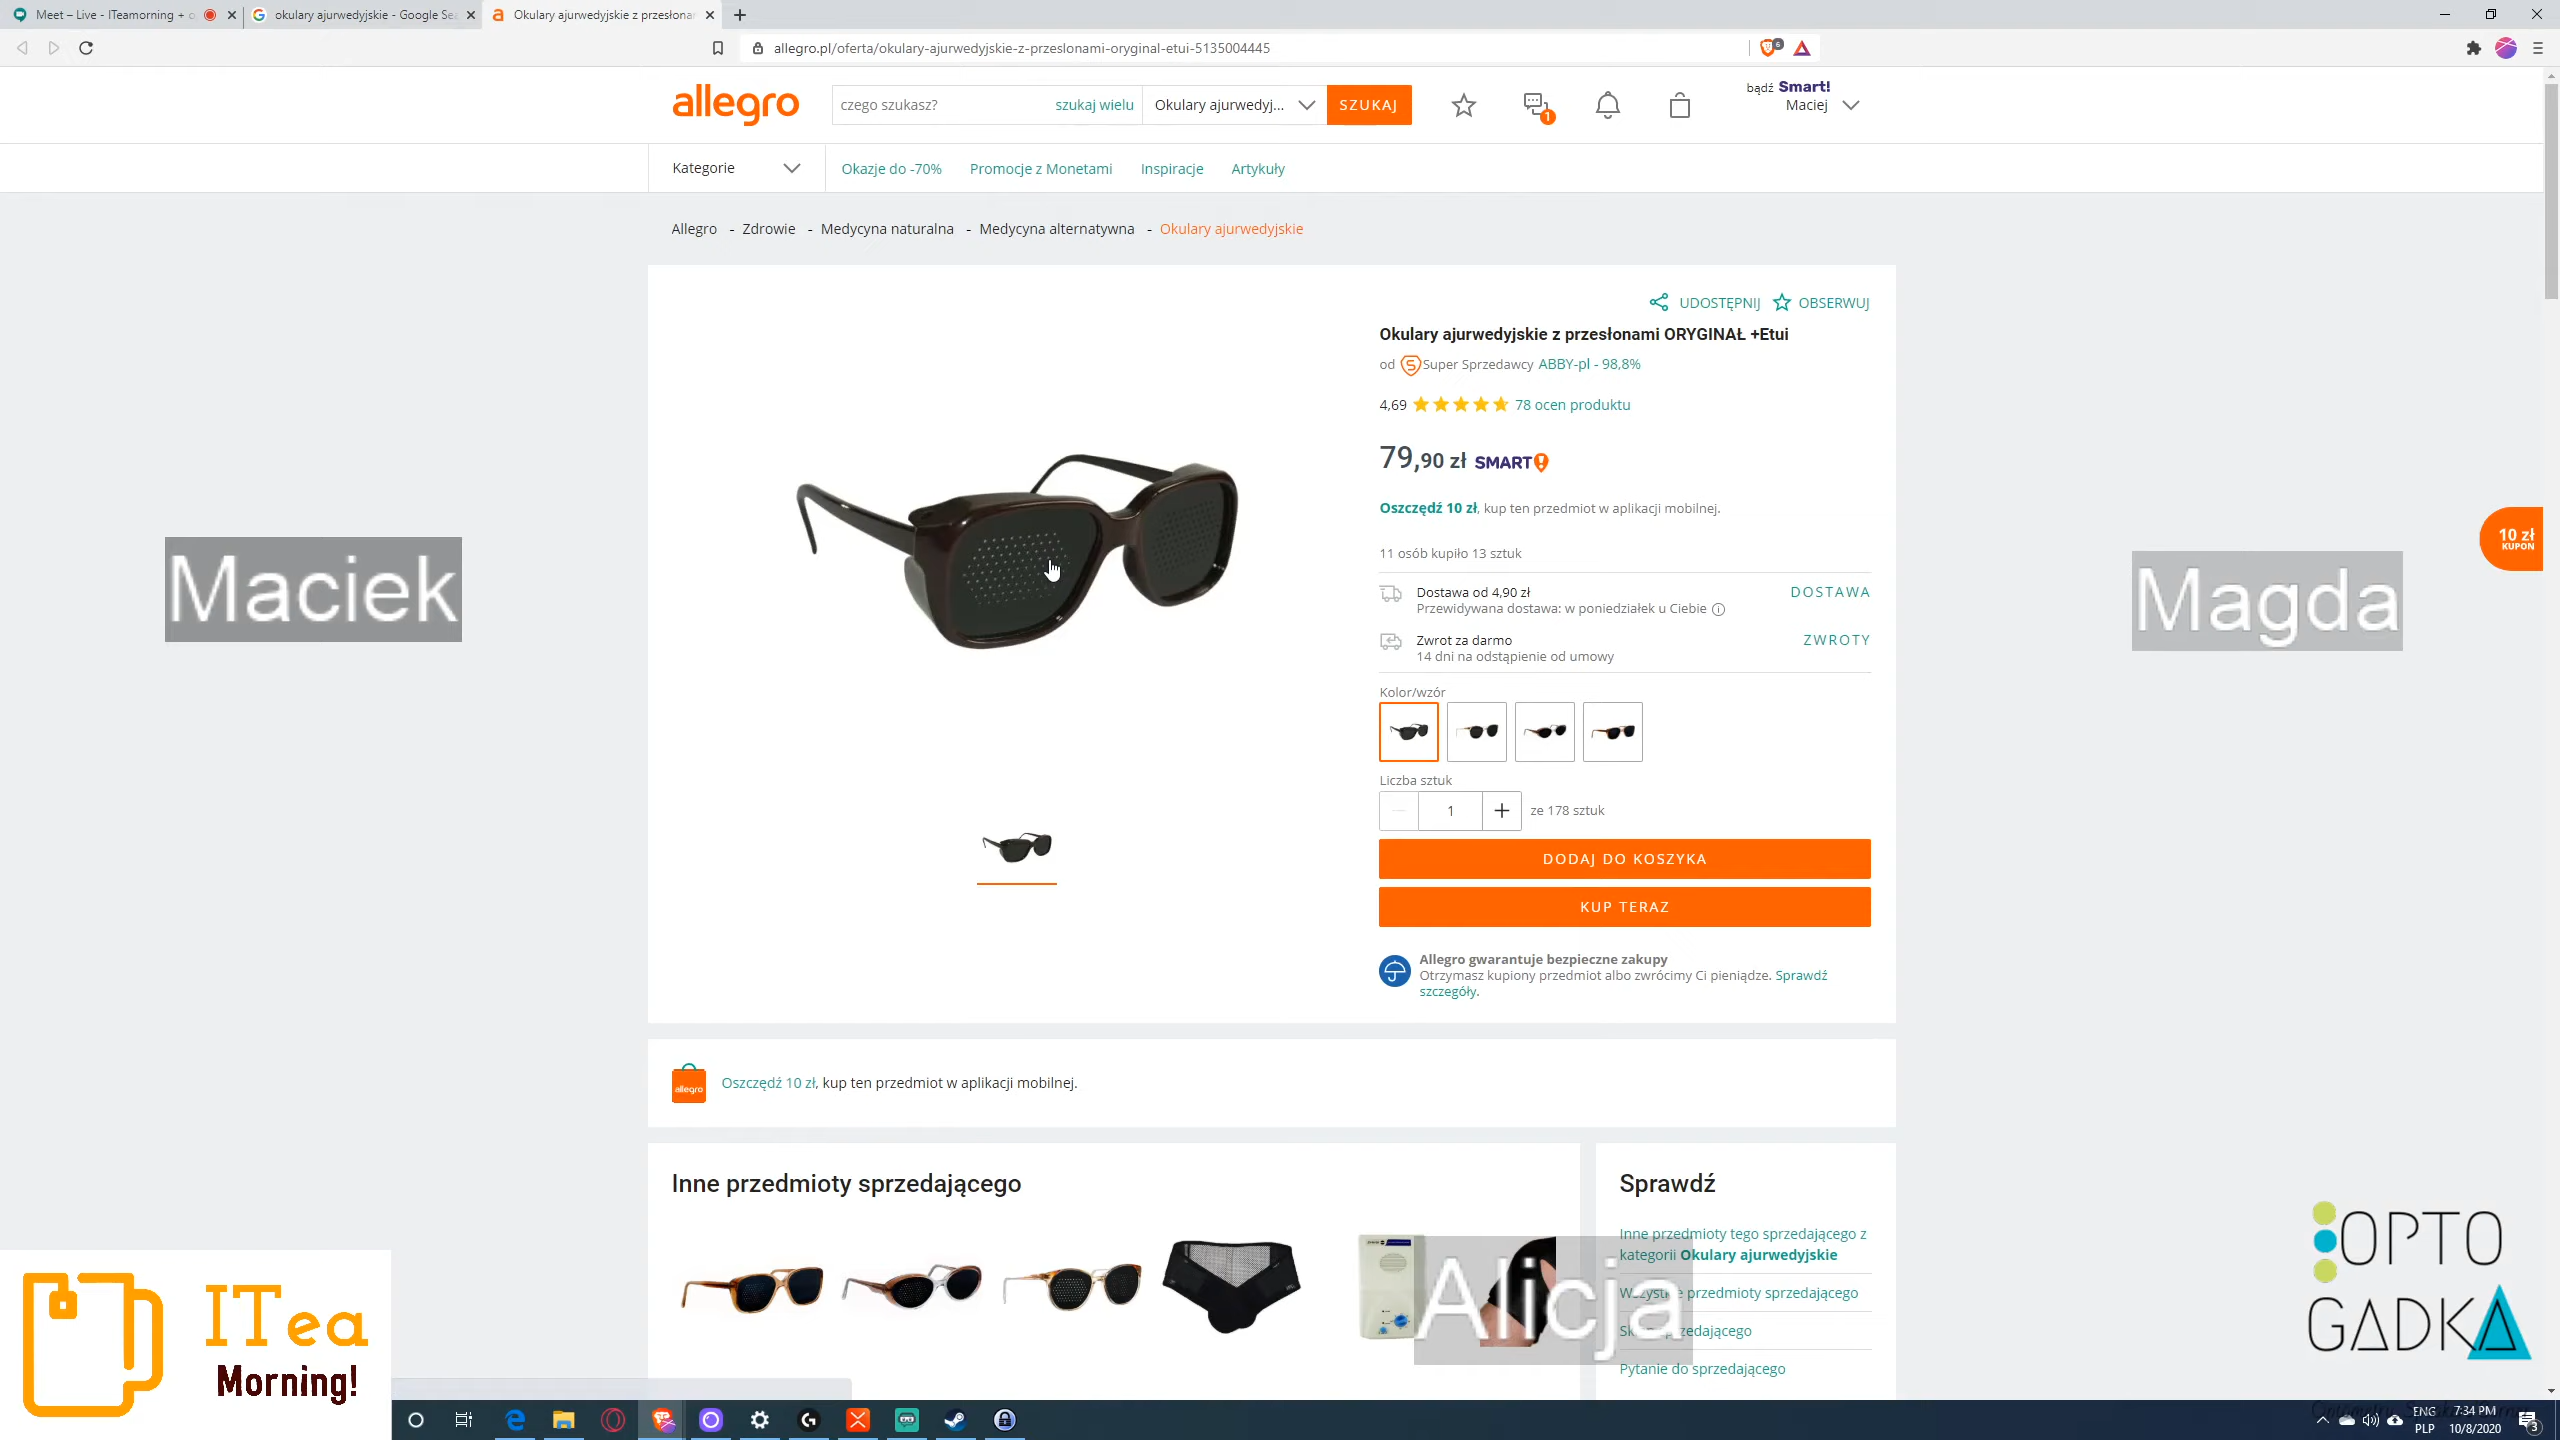 Meet – Live - ITeamorning + o
okulary ajurwedyjskie - Google Sea
Okulary ajurwedyjskie z przesłonan
allegro.pl/oferta/okulary-ajurwedyjskie-z-przeslonami-oryginal-etui-5135004445
6
allegro
czego szukasz?
szukaj wielu
Okulary ajurwedyj...
SZUKAJ
1
bądź Smart!
Maciej
Kategorie
Okazje do -70%
Promocje z Monetami
Inspiracje
Artykuły
Allegro - Zdrowie - Medycyna naturalna - Medycyna alternatywna - Okulary ajurwedyjskie
UDOSTĘPNIJ
OBSERWUJ
Okulary ajurwedyjskie z przesłonami ORYGINAŁ +Etui
od Super Sprzedawcy ABBY-pl - 98,8%
4,69 78 ocen produktu
79,90 zł SMART!
Oszczędź 10 zł, kup ten przedmiot w aplikacji mobilnej.
11 osób kupiło 13 sztuk
Dostawa od 4,90 zł
DOSTAWA
Przewidywana dostawa: w poniedziałek u Ciebie
Zwrot za darmo
ZWROTY
14 dni na odstąpienie od umowy
Kolor/wzór
Liczba sztuk
1
ze 178 sztuk
DODAJ DO KOSZYKA
KUP TERAZ
Allegro gwarantuje bezpieczne zakupy
Otrzymasz kupiony przedmiot albo zwrócimy Ci pieniądze. Sprawdź
szczegóły.
10 zł
KUPON
Maciek
Magda
allegro
Oszczędź 10 zł, kup ten przedmiot w aplikacji mobilnej.
Inne przedmioty sprzedającego
Sprawdź
Inne przedmioty tego sprzedającego z
kategorii Okulary ajurwedyjskie
przedmioty sprzedającego
Pytanie do sprzedającego
Alicja
ITea
Morning!
OPTO
GADKA
ENG
PLP
7:34 PM
10/8/2020
3